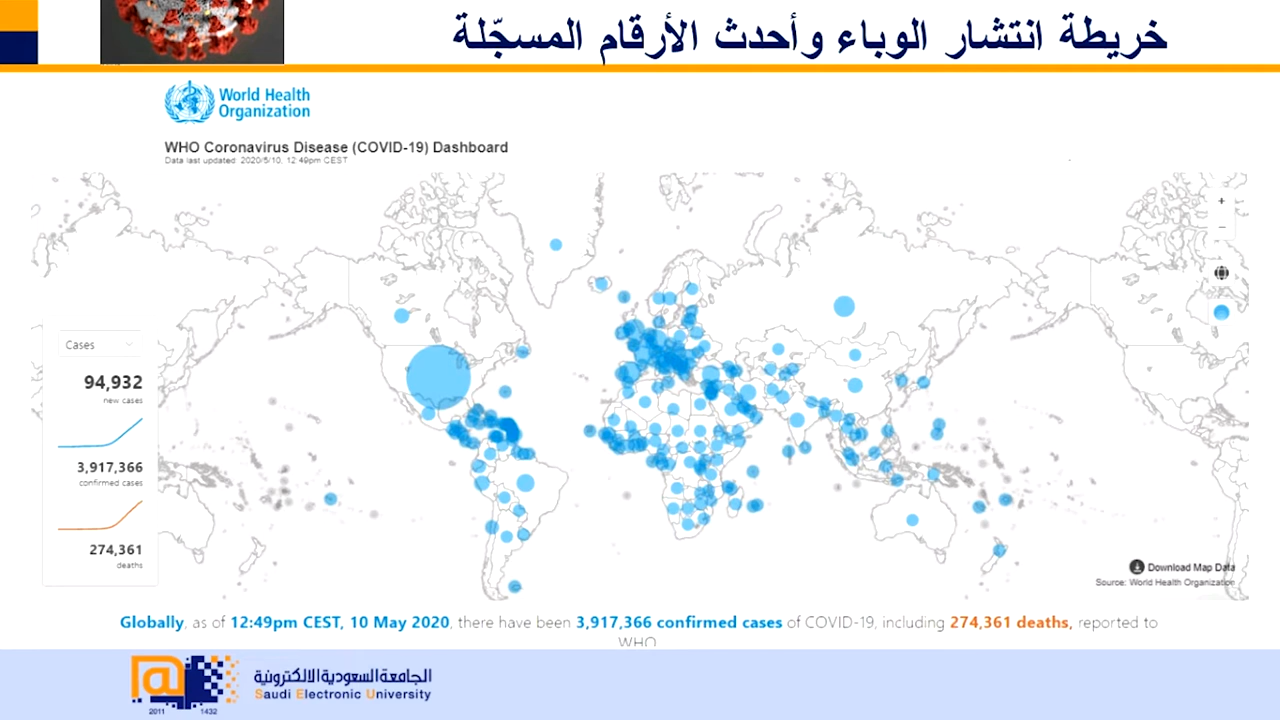 خريطة انتشار الوباء وأحدث الأرقام المسجّلة
World Health
Organization
WHO Coronavirus Disease (COVID-19) Dashboard
Data last updated: 2020/5/10, 12:49pm CEST
+
−
Cases
94,932
new cases
3,917,366
confirmed cases
274,361
deaths
Download Map Data
Source: World Health Organization
Globally, as of 12:49pm CEST, 10 May 2020, there have been 3,917,366 confirmed cases of COVID-19, including 274,361 deaths, reported to
WHO
الجامعة السعودية الالكترونية
Saudi Electronic University
2011 1432